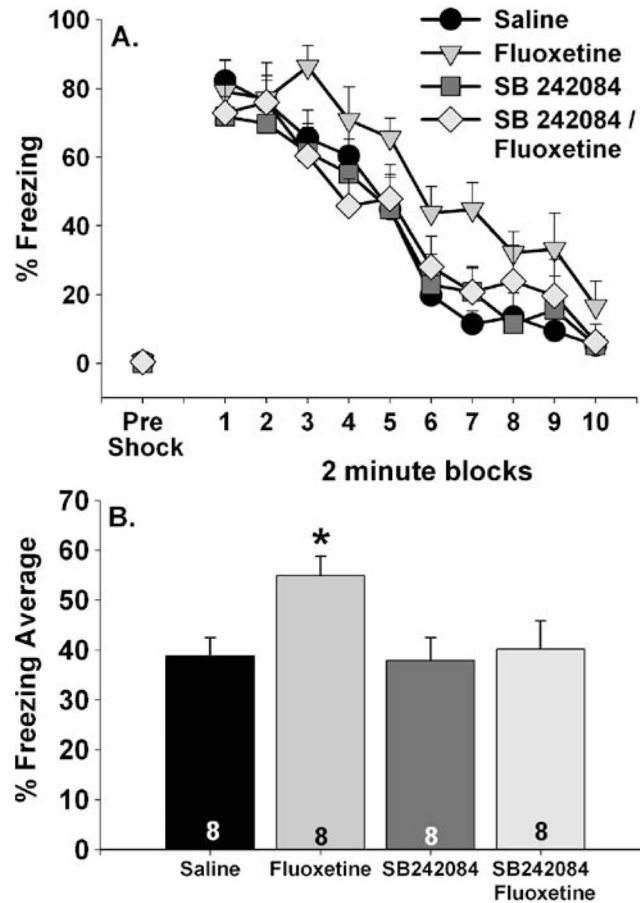 A.
Saline
Fluoxetine
SB 242084
SB 242084 /
Fluoxetine
% Freezing
100
80
60
40
20
0
Pre
Shock
1 2 3 4 5 6 7 8 9 10
2 minute blocks
B.
*
% Freezing Average
70
60
50
40
30
20
10
0
8 8 8 8
Saline Fluoxetine SB242084 SB242084
Fluoxetine